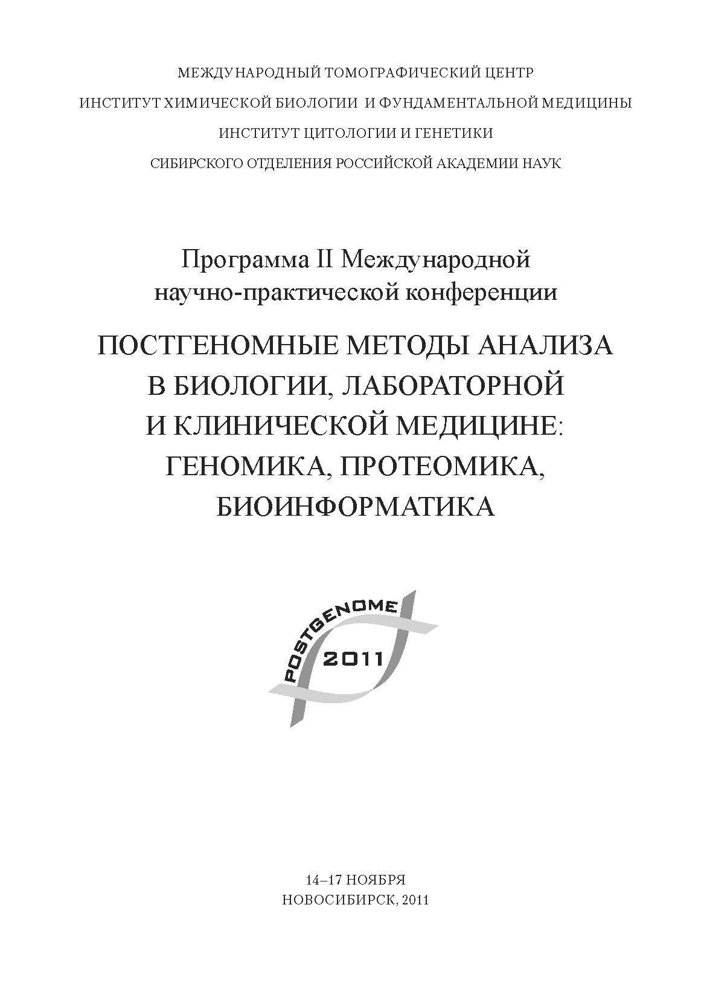 МЕЖДУНАРОДНЫЙ ТОМОГРАФИЧЕСКИЙ ЦЕНТР
ИНСТИТУТ ХИМИЧЕСКОЙ БИОЛОГИИ И ФУНДАМЕНТАЛЬНОЙ МЕДИЦИНЫ
ИНСТИТУТ ЦИТОЛОГИИ И ГЕНЕТИКИ
СИБИРСКОГО ОТДЕЛЕНИЯ РОССИЙСКОЙ АКАДЕМИИ НАУК
Программа II Международной
научно-практической конференции
ПОСТГЕНОМНЫЕ МЕТОДЫ АНАЛИЗА
В БИОЛОГИИ, ЛАБОРАТОРНОЙ
И КЛИНИЧЕСКОЙ МЕДИЦИНЕ:
ГЕНОМИКА, ПРОТЕОМИКА,
БИОИНФОРМАТИКА
POSTGENOME
2011
14–17 НОЯБРЯ
НОВОСИБИРСК, 2011